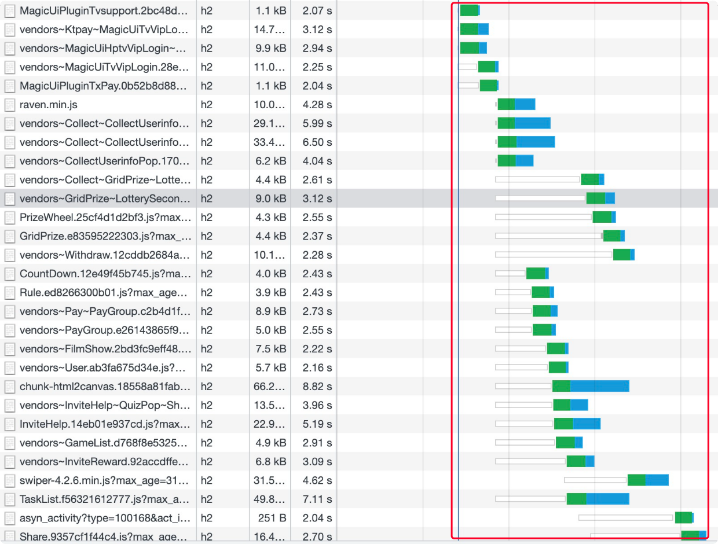 MagicUiPluginTvsupport.2bc48d... h2 1.1 kB 2.07 s
vendors~Ktpay~MagicUiTvVipLo... h2 14.7... 3.12 s
vendors~MagicUiHptvVipLogin~... h2 9.9 kB 2.94 s
vendors~MagicUiTvVipLogin.28e... h2 11.0... 2.25 s
MagicUiPluginTxPay.0b52b8d88... h2 1.1 kB 2.04 s
raven.min.js h2 10.0... 4.28 s
vendors~Collect~CollectUserinfo... h2 29.1... 5.99 s
vendors~Collect~CollectUserinfo... h2 33.4... 6.50 s
vendors~CollectUserinfoPop.170... h2 6.2 kB 4.04 s
vendors~Collect~GridPrize~Lotte... h2 4.4 kB 2.61 s
vendors~GridPrize~LotterySecon... h2 9.0 kB 3.12 s
PrizeWheel.25cf4d1d2bf3.js?max... h2 4.3 kB 2.55 s
GridPrize.e83595222303.js?max_... h2 4.4 kB 2.37 s
vendors~Withdraw.12cddb2684a... h2 10.1... 2.28 s
CountDown.12e49f45b745.js?ma... h2 4.0 kB 2.43 s
Rule.ed8266300b01.js?max_age... h2 3.9 kB 2.43 s
vendors~Pay~PayGroup.c2b4d1f... h2 8.9 kB 2.73 s
vendors~PayGroup.e26143865f9... h2 5.0 kB 2.55 s
vendors~FilmShow.2bd3fc9eff48.... h2 7.5 kB 2.22 s
vendors~User.ab3fa675d34e.js?... h2 5.7 kB 2.16 s
chunk-html2canvas.18558a81fab... h2 66.2... 8.82 s
vendors~InviteHelp~QuizPop~Sh... h2 13.5... 3.96 s
InviteHelp.14eb01e937cd.js?max... h2 22.9... 5.19 s
vendors~GameList.d768f8e5325... h2 4.9 kB 2.91 s
vendors~InviteReward.92accdffe... h2 6.8 kB 3.09 s
swiper-4.2.6.min.js?max_age=31... h2 31.5... 4.62 s
TaskList.f56321612777.js?max_a... h2 49.8... 7.11 s
asyn_activity?type=100168&act_i... h2 251 B 2.04 s
Share.9357cf1f44c4.js?max_age... h2 16.4... 2.70 s